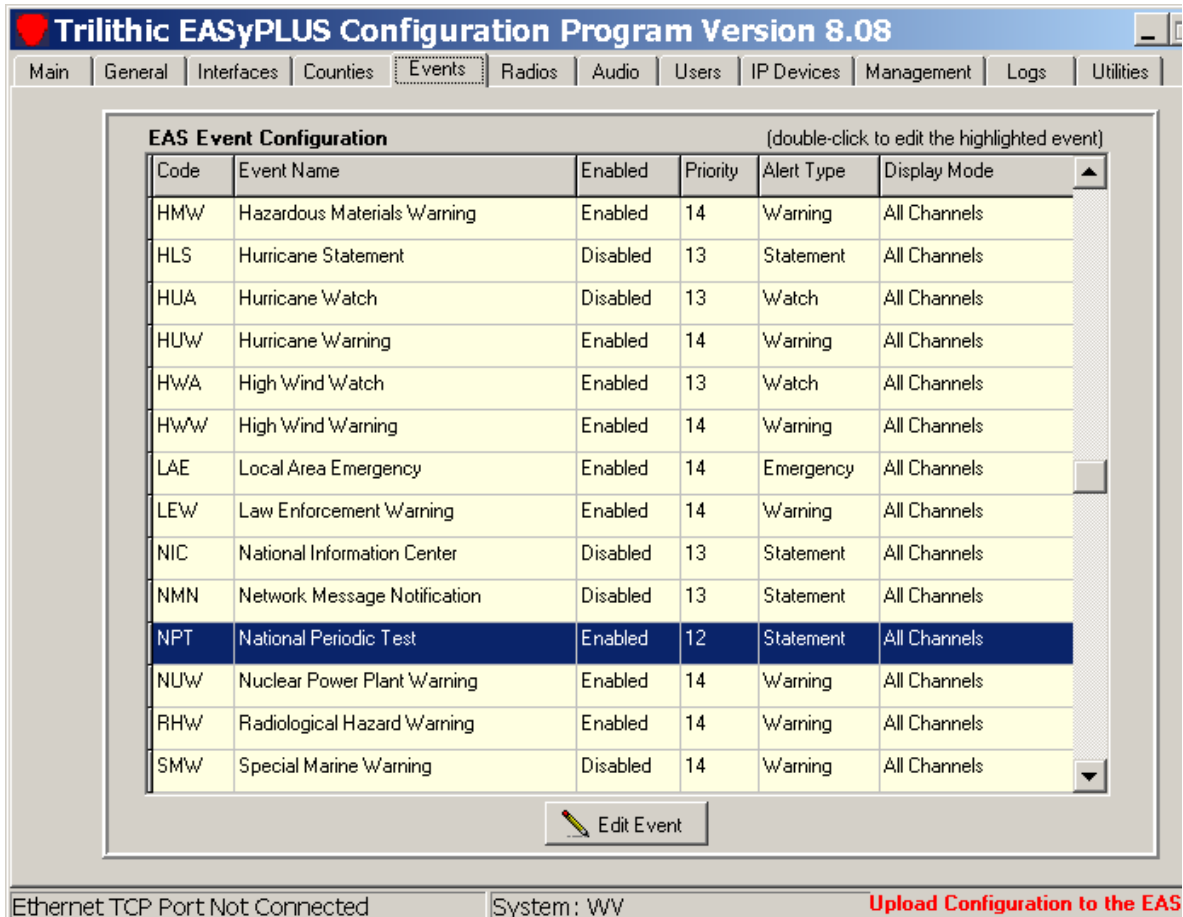 Trilithic EASyPLUS Configuration Program Version 8.08
Main General Interfaces Counties Events Radios Audio Users IP Devices Management Logs Utilities
EAS Event Configuration (double-click to edit the highlighted event)
Code Event Name Enabled Priority Alert Type Display Mode
HMW Hazardous Materials Warning Enabled 14 Warning All Channels
HLS Hurricane Statement Disabled 13 Statement All Channels
HUA Hurricane Watch Disabled 13 Watch All Channels
HUW Hurricane Warning Enabled 14 Warning All Channels
HWA High Wind Watch Enabled 13 Watch All Channels
HWW High Wind Warning Enabled 14 Warning All Channels
LAE Local Area Emergency Enabled 14 Emergency All Channels
LEW Law Enforcement Warning Enabled 14 Warning All Channels
NIC National Information Center Disabled 13 Statement All Channels
NMN Network Message Notification Disabled 13 Statement All Channels
NPT National Periodic Test Enabled 12 Statement All Channels
NUW Nuclear Power Plant Warning Enabled 14 Warning All Channels
RHW Radiological Hazard Warning Enabled 14 Warning All Channels
SMW Special Marine Warning Disabled 14 Warning All Channels
Edit Event
Ethernet TCP Port Not Connected System: WV Upload Configuration to the EAS